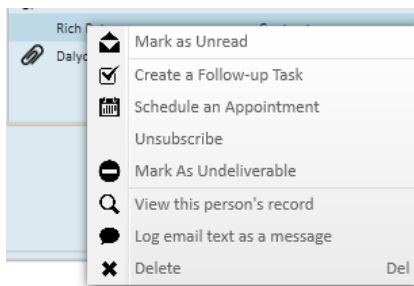 Rich
Mark as Unread
Create a Follow-up Task
Schedule an Appointment
Unsubscribe
Mark As Undeliverable
View this person's record
Log email text as a message
Delete Del